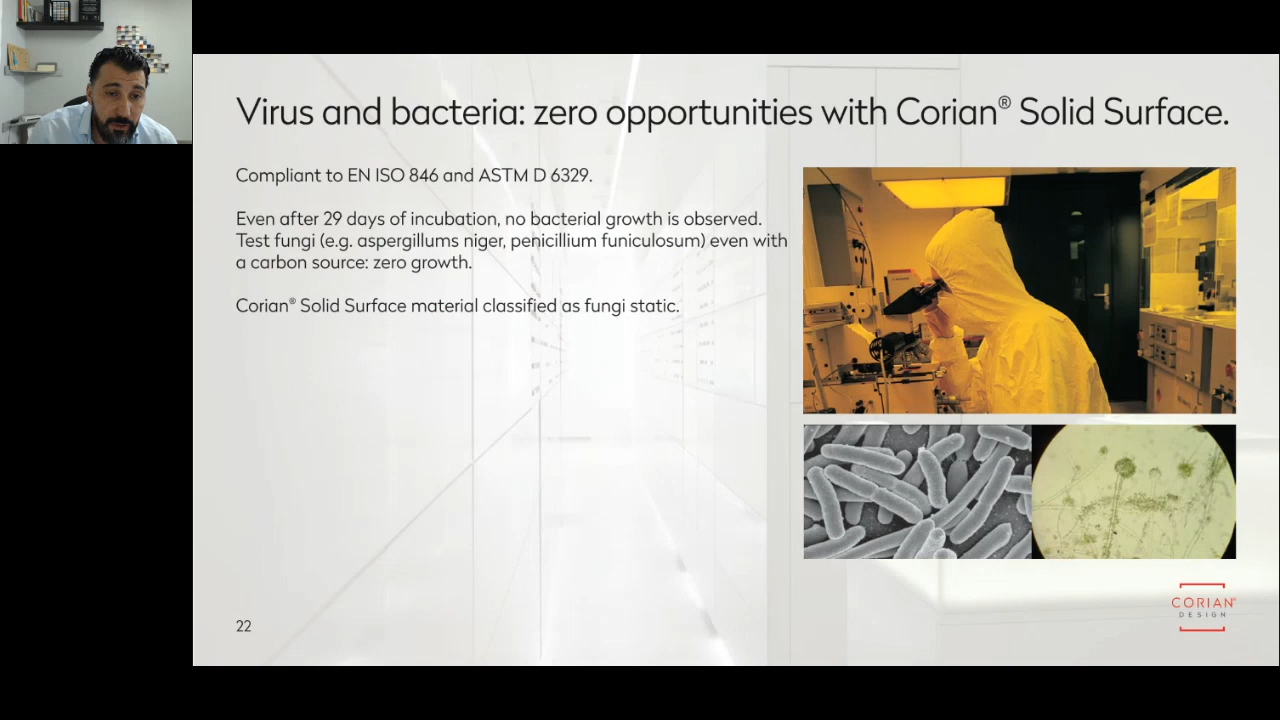 Virus and bacteria: zero opportunities with Corian® Solid Surface.
Compliant to EN ISO 846 and ASTM D 6329.
Even after 29 days of incubation, no bacterial growth is observed.
Test fungi (e.g. aspergillums niger, penicillium funiculosum) even with
a carbon source: zero growth.
Corian® Solid Surface material classified as fungi static.
22
CORIAN®
DESIGN